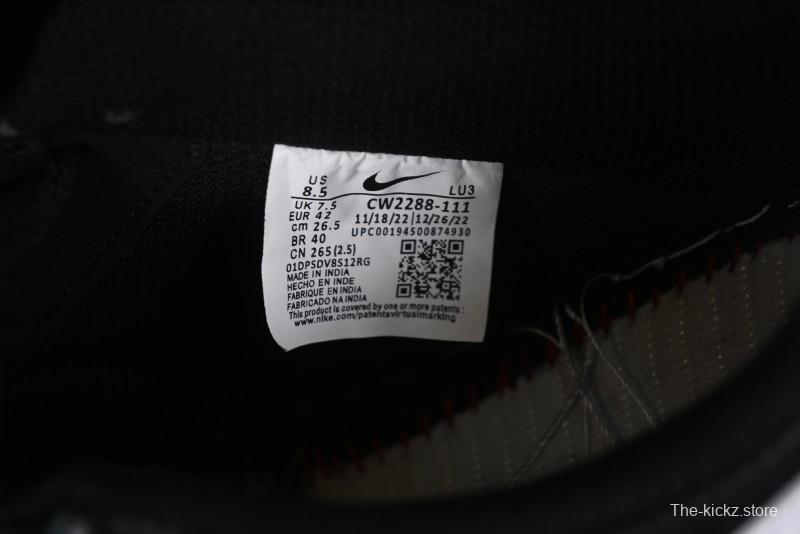 US
8.5
LU3
UK 7.5
CW2288-111
EUR 42
11/18/22|12/26/22
cm 26.5
UPC00194500874930
BR 40
CN 265(2.5)
01DPSDV8S12RG
MADE IN INDIA
HECHO EN INDE
FABRIQUE EN INDIA
FABRICADO NA INDIA
This product is covered by one or more patents :
www.nike.com/patentsvirtualmarking
The-kickz.store